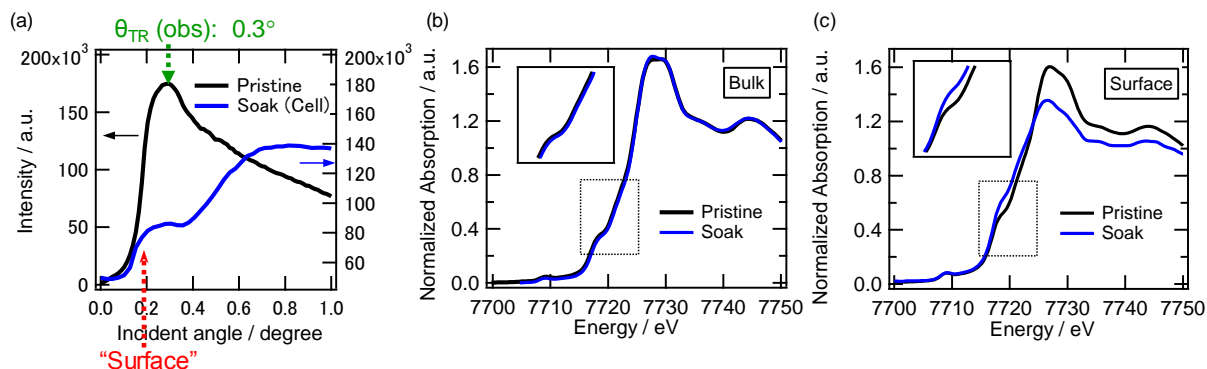 (a)
θTR (obs): 0.3°
200x10³
150
100
50
0
Intensity / a.u.
Pristine
Soak (Cell)
200x10³
180
160
140
120
100
80
60
0.0 0.2 0.4 0.6 0.8 1.0
Incident angle / degree
“Surface”
(b)
1.6
1.2
0.8
0.4
0.0
Normalized Absorption / a.u.
Bulk
Pristine
Soak
7700 7710 7720 7730 7740 7750
Energy / eV
(c)
1.6
1.2
0.8
0.4
0.0
Normalized Absorption / a.u.
Surface
Pristine
Soak
7700 7710 7720 7730 7740 7750
Energy / eV